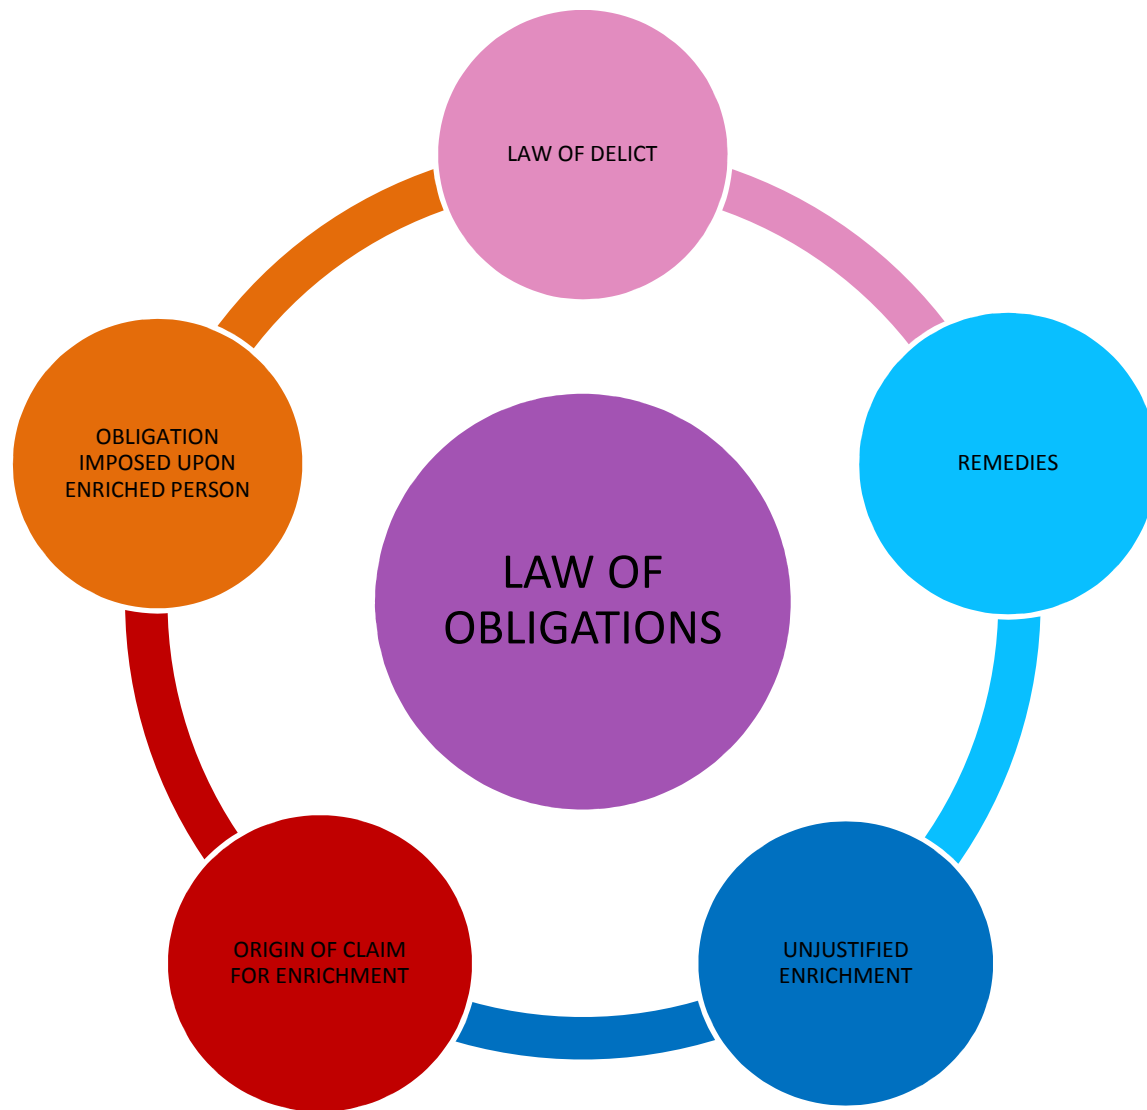 LAW OF DELICT
REMEDIES
UNJUSTIFIED
ENRICHMENT
ORIGIN OF CLAIM
FOR ENRICHMENT
OBLIGATION
IMPOSED UPON
ENRICHED PERSON
LAW OF
OBLIGATIONS